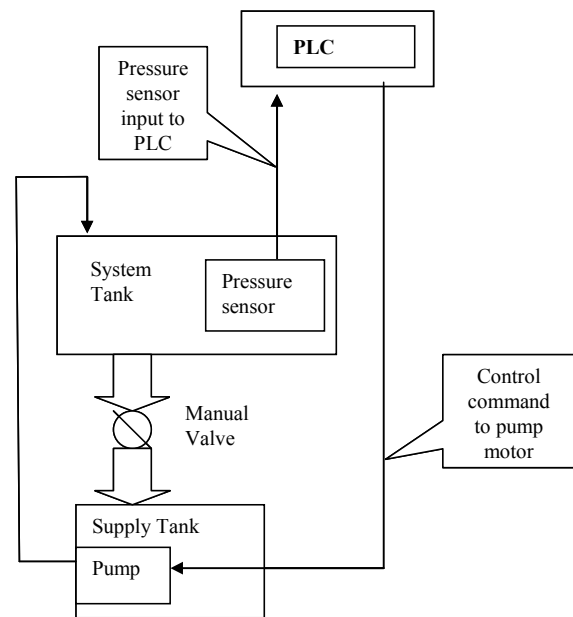 PLC
Pressure
sensor
input to
PLC
System
Tank
Pressure
sensor
Manual
Valve
Control
command
to pump
motor
Supply Tank
Pump